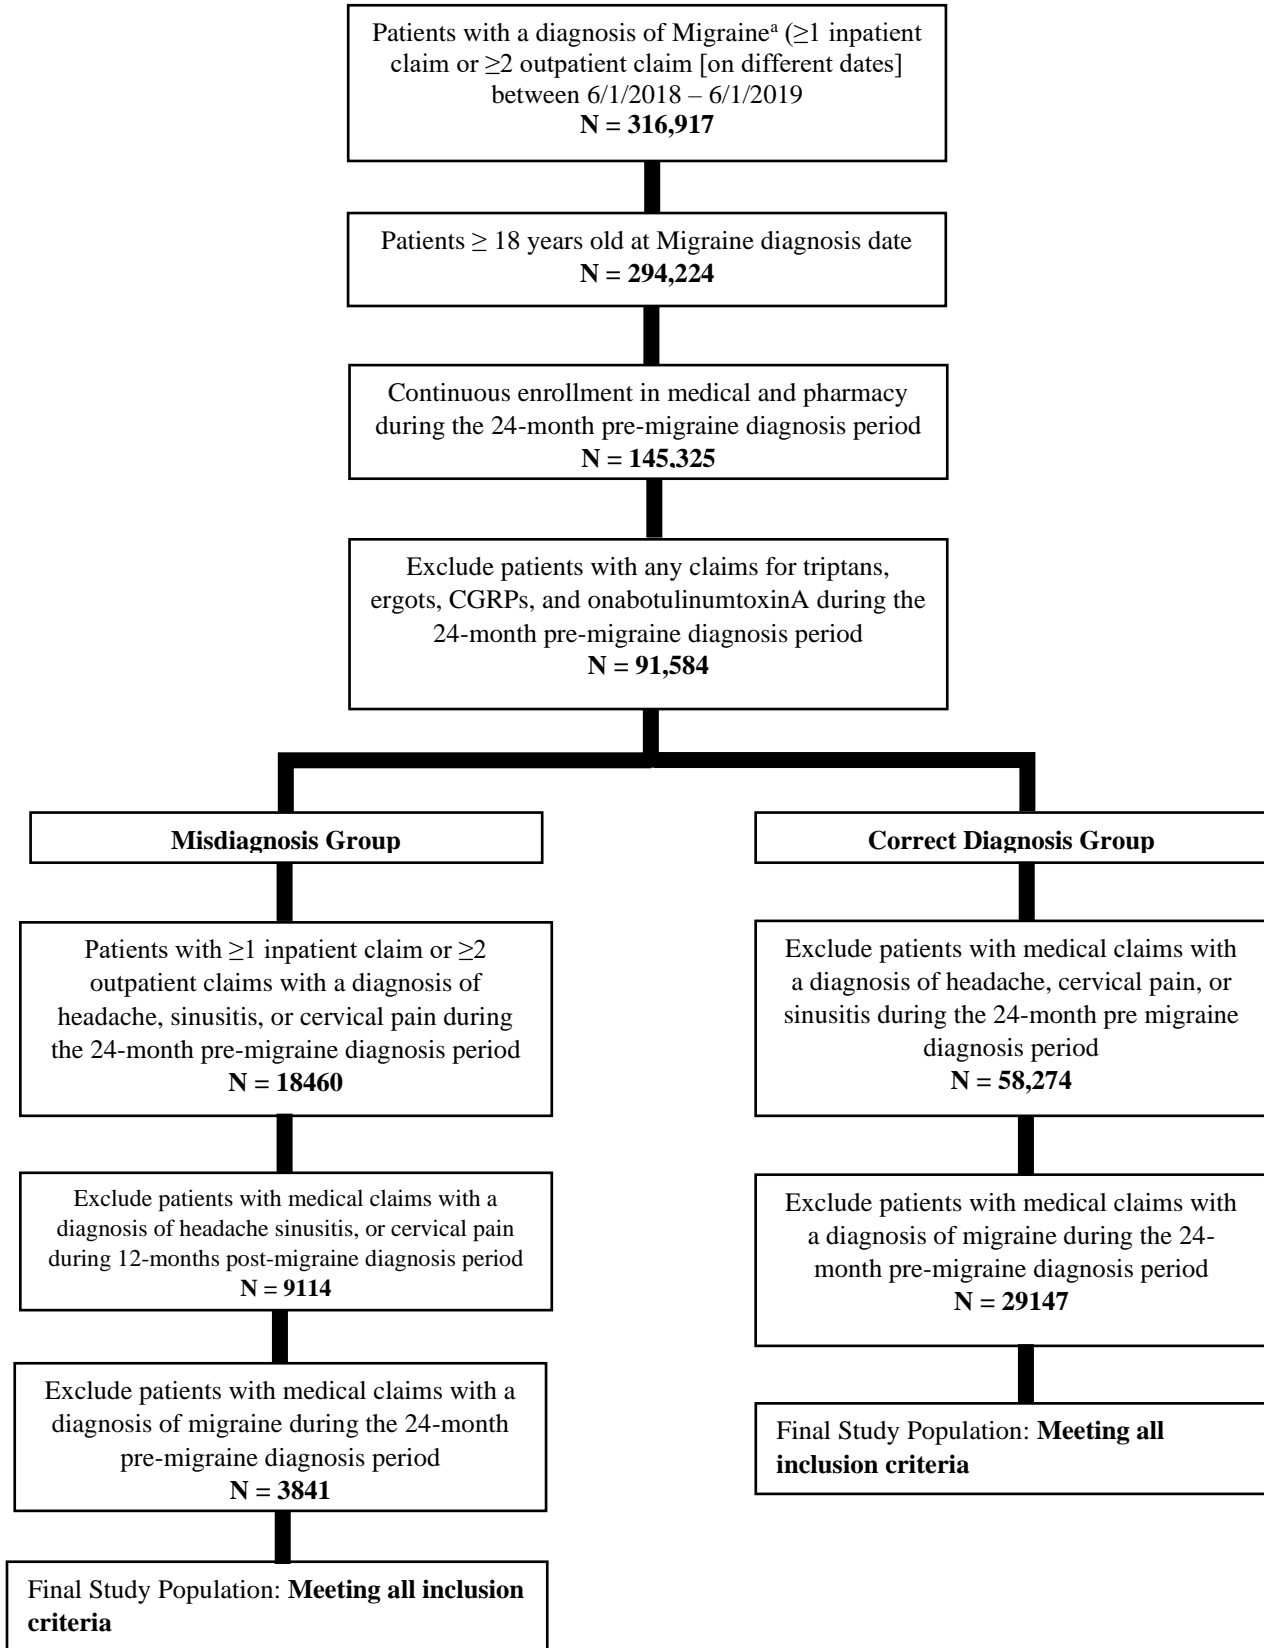 Patients with a diagnosis of Migraineᵃ (≥1 inpatient
claim or ≥2 outpatient claim [on different dates]
between 6/1/2018 – 6/1/2019
N = 316,917
Patients ≥ 18 years old at Migraine diagnosis date
N = 294,224
Continuous enrollment in medical and pharmacy
during the 24-month pre-migraine diagnosis period
N = 145,325
Exclude patients with any claims for triptans,
ergots, CGRPs, and onabotulinumtoxinA during the
24-month pre-migraine diagnosis period
N = 91,584
Misdiagnosis Group
Patients with ≥1 inpatient claim or ≥2
outpatient claims with a diagnosis of
headache, sinusitis, or cervical pain during
the 24-month pre-migraine diagnosis period
N = 18460
Exclude patients with medical claims with a
diagnosis of headache sinusitis, or cervical pain
during 12-months post-migraine diagnosis period
N = 9114
Exclude patients with medical claims with a
diagnosis of migraine during the 24-month
pre-migraine diagnosis period
N = 3841
Final Study Population: Meeting all inclusion
criteria
Correct Diagnosis Group
Exclude patients with medical claims with
a diagnosis of headache, cervical pain, or
sinusitis during the 24-month pre migraine
diagnosis period
N = 58,274
Exclude patients with medical claims with
a diagnosis of migraine during the 24-
month pre-migraine diagnosis period
N = 29147
Final Study Population: Meeting all
inclusion criteria